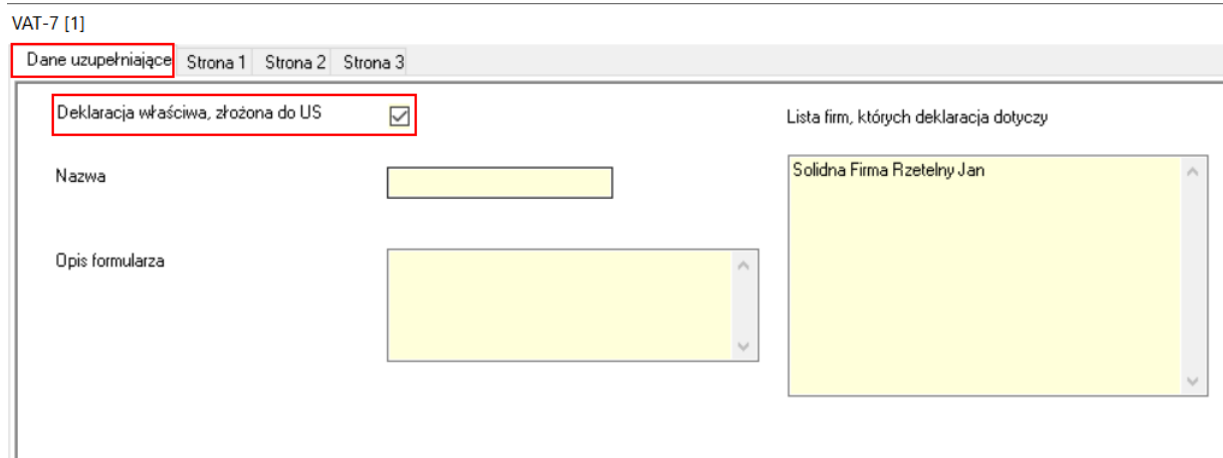 VAT-7 [1]
Dane uzupełniające Strona 1 Strona 2 Strona 3
Deklaracja właściwa, złożona do US
Lista firm, których deklaracja dotyczy
Nazwa
Solidna Firma Rzetelny Jan
Opis formularza